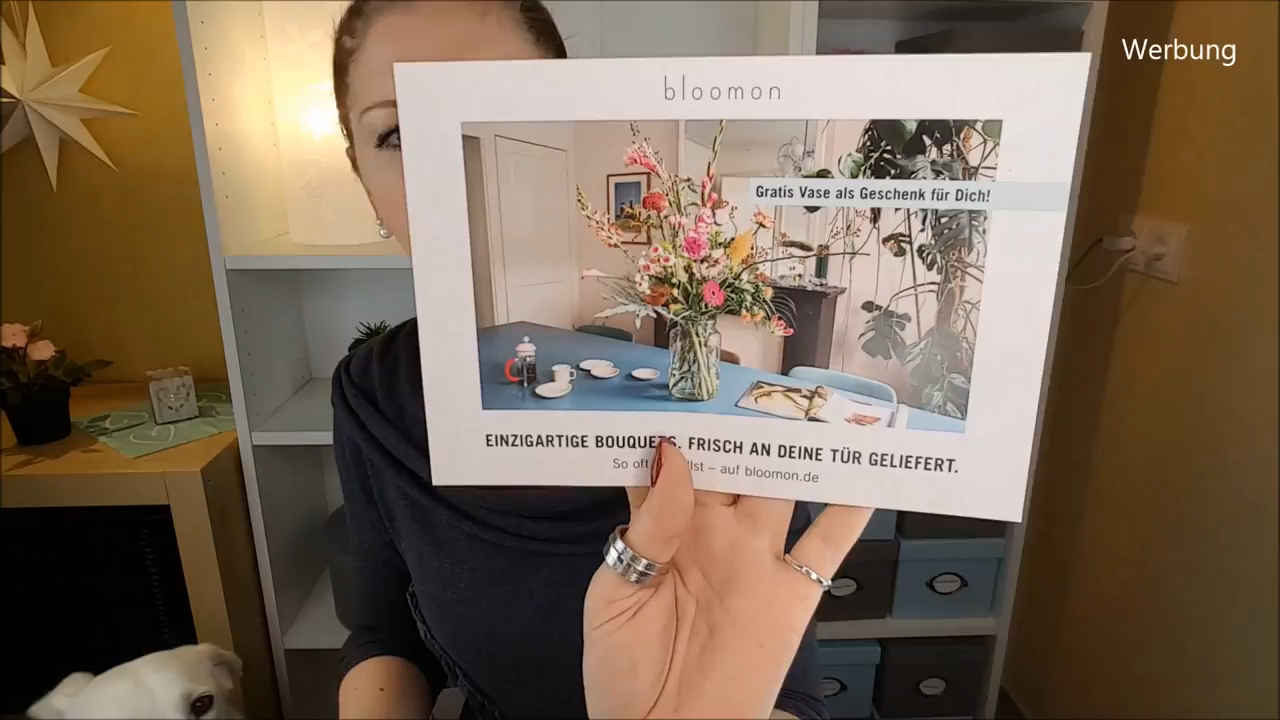 Werbung
bloomon
Gratis Vase als Geschenk für Dich!
EINZIGARTIGE BOUQUETS. FRISCH AN DEINE TÜR GELIEFERT.
So oft – auf bloomon.de